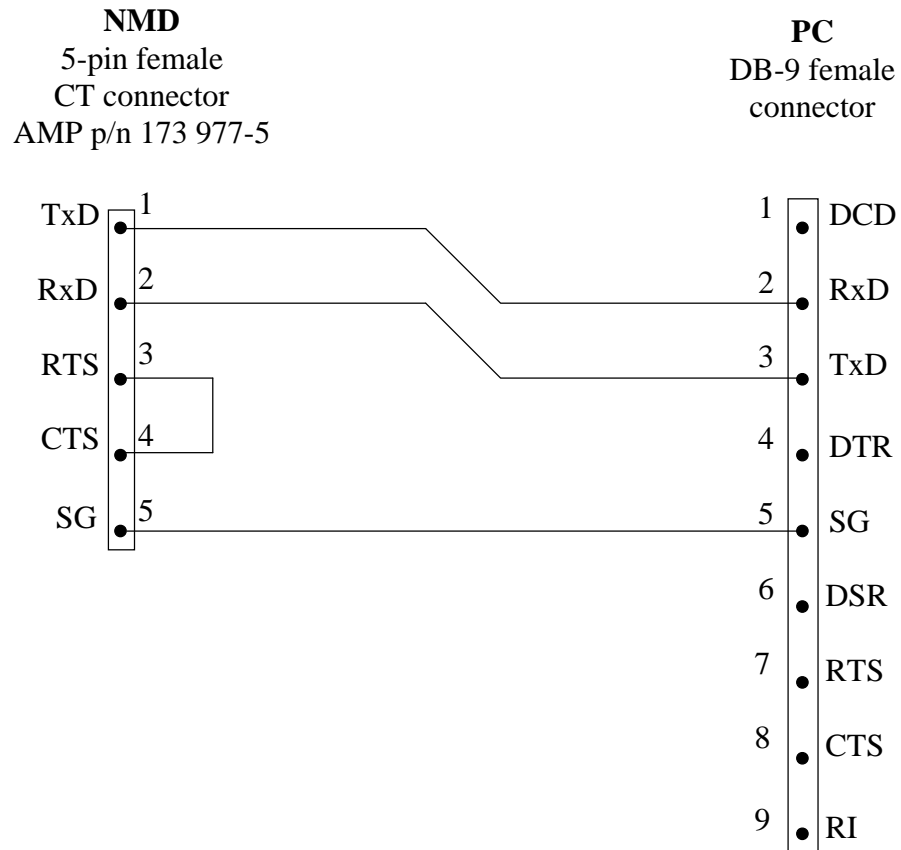 NMD
5-pin female
CT connector
AMP p/n 173 977-5
PC
DB-9 female
connector
TxD 1
RxD 2
RTS 3
CTS 4
SG 5
1 DCD
2 RxD
3 TxD
4 DTR
5 SG
6 DSR
7 RTS
8 CTS
9 RI